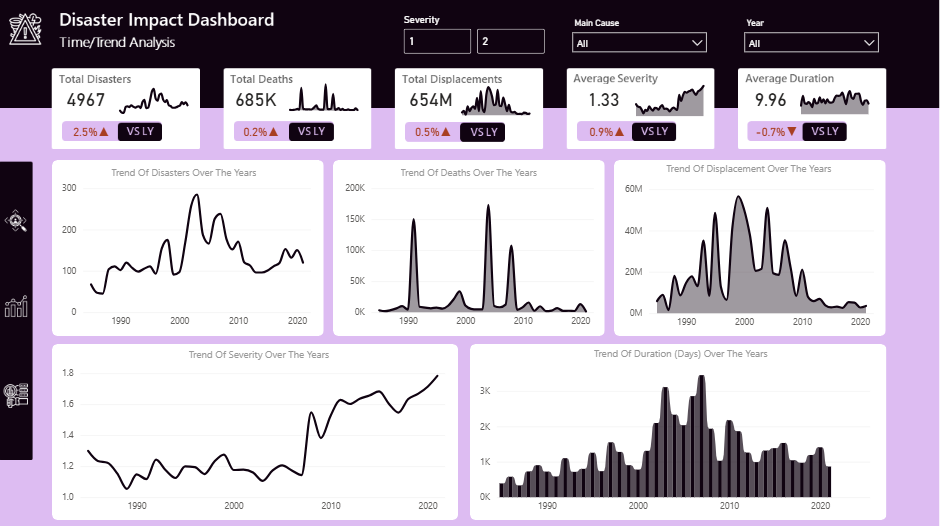 Disaster Impact Dashboard
Time/Trend Analysis
Severity
1 2
Main Cause
All
Year
All
Total Disasters
4967
2.5% VS LY
Total Deaths
685K
0.2% VS LY
Total Displacements
654M
0.5% VS LY
Average Severity
1.33
0.9% VS LY
Average Duration
9.96
-0.7% VS LY
Trend Of Disasters Over The Years
300
200
100
0
1990 2000 2010 2020
Trend Of Deaths Over The Years
200K
150K
100K
50K
0K
1990 2000 2010 2020
Trend Of Displacement Over The Years
60M
40M
20M
0M
1990 2000 2010 2020
Trend Of Severity Over The Years
1.8
1.6
1.4
1.2
1.0
1990 2000 2010 2020
Trend Of Duration (Days) Over The Years
3K
2K
1K
0K
1990 2000 2010 2020